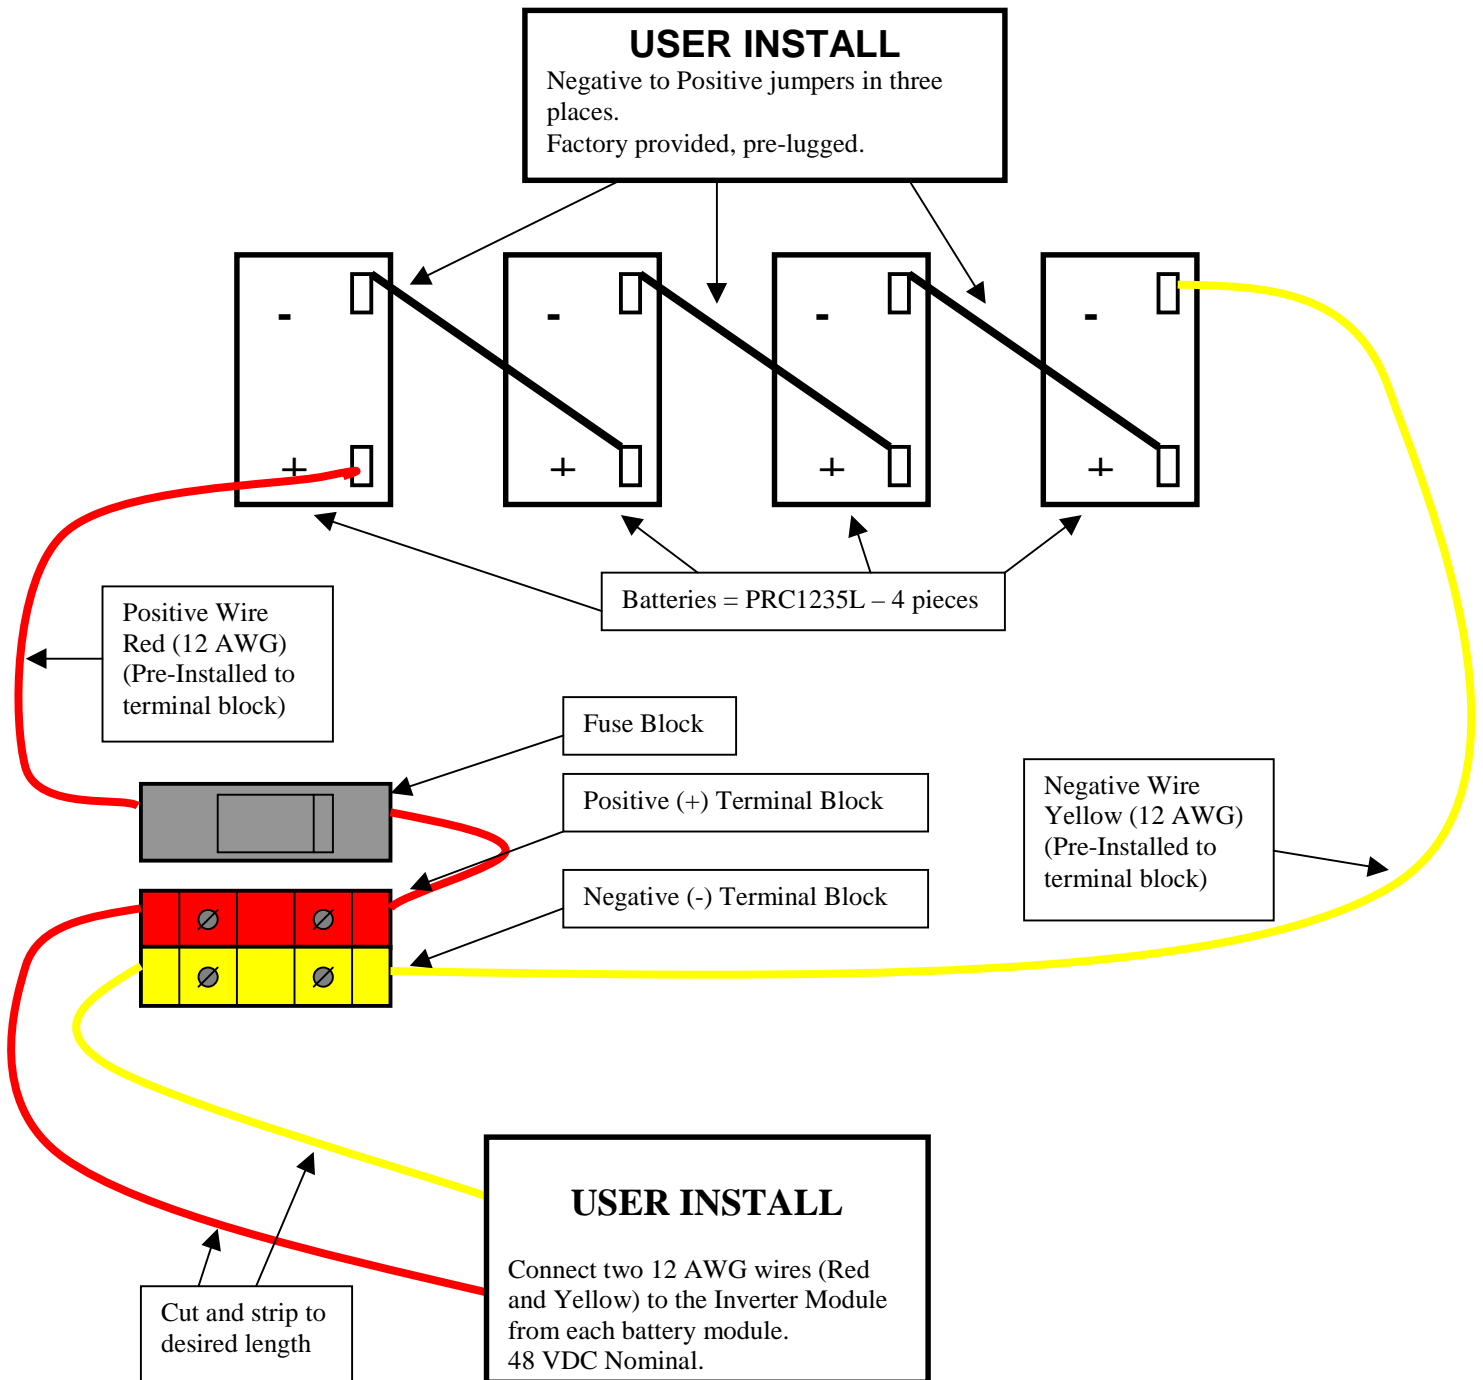 USER INSTALL
Negative to Positive jumpers in three
places.
Factory provided, pre-lugged.
- - - -
+ + + +
Batteries = PRC1235L – 4 pieces
Positive Wire
Red (12 AWG)
(Pre-Installed to
terminal block)
Fuse Block
Positive (+) Terminal Block
Negative (-) Terminal Block
Negative Wire
Yellow (12 AWG)
(Pre-Installed to
terminal block)
USER INSTALL
Connect two 12 AWG wires (Red
and Yellow) to the Inverter Module
from each battery module.
48 VDC Nominal.
Cut and strip to
desired length